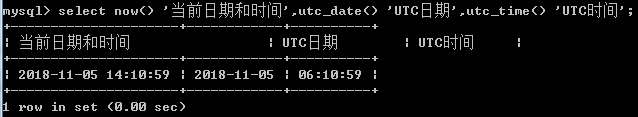 mysql> select now() '当前日期和时间',utc_date() 'UTC日期',utc_time() 'UTC时间';
+---------------------+------------+----------+
| 当前日期和时间 | UTC日期 | UTC时间 |
+---------------------+------------+----------+
| 2018-11-05 14:10:59 | 2018-11-05 | 06:10:59 |
+---------------------+------------+----------+
1 row in set (0.00 sec)